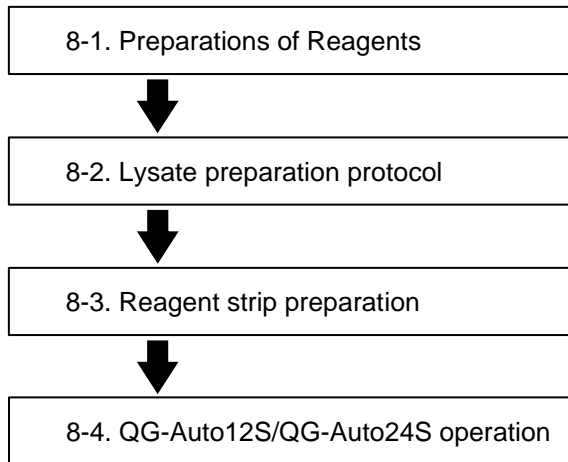 8-1. Preparations of Reagents
8-2. Lysate preparation protocol
8-3. Reagent strip preparation
8-4. QG-Auto12S/QG-Auto24S operation